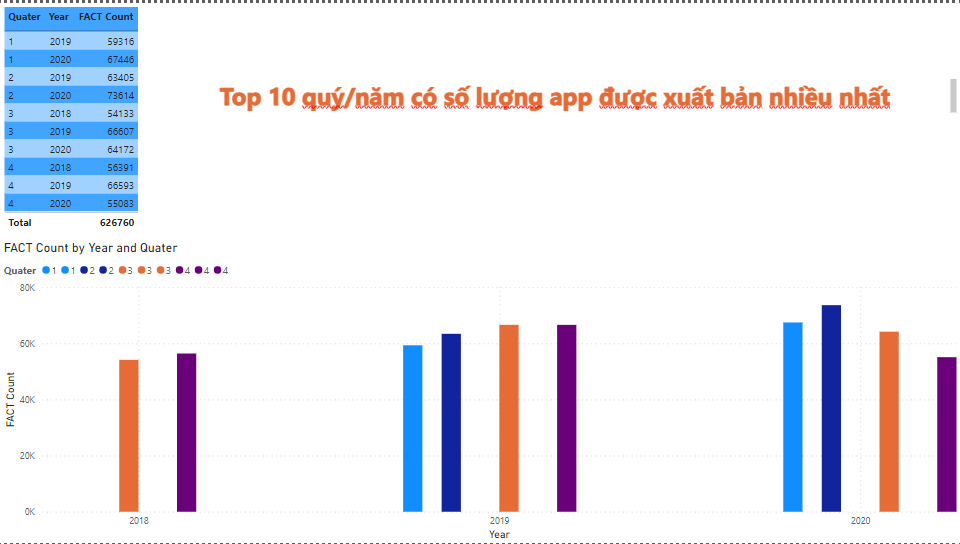 Quater Year FACT Count
1 2019 59316
1 2020 67446
2 2019 63405
2 2020 73614
3 2018 54133
3 2019 66607
3 2020 64172
4 2018 56391
4 2019 66593
4 2020 55083
Total 626760
Top 10 quý/năm có số lượng app được xuất bản nhiều nhất
FACT Count by Year and Quater
Quater 1 1 2 2 3 3 3 4 4 4
80K
60K
40K
20K
0K
FACT Count
2018 2019 2020
Year